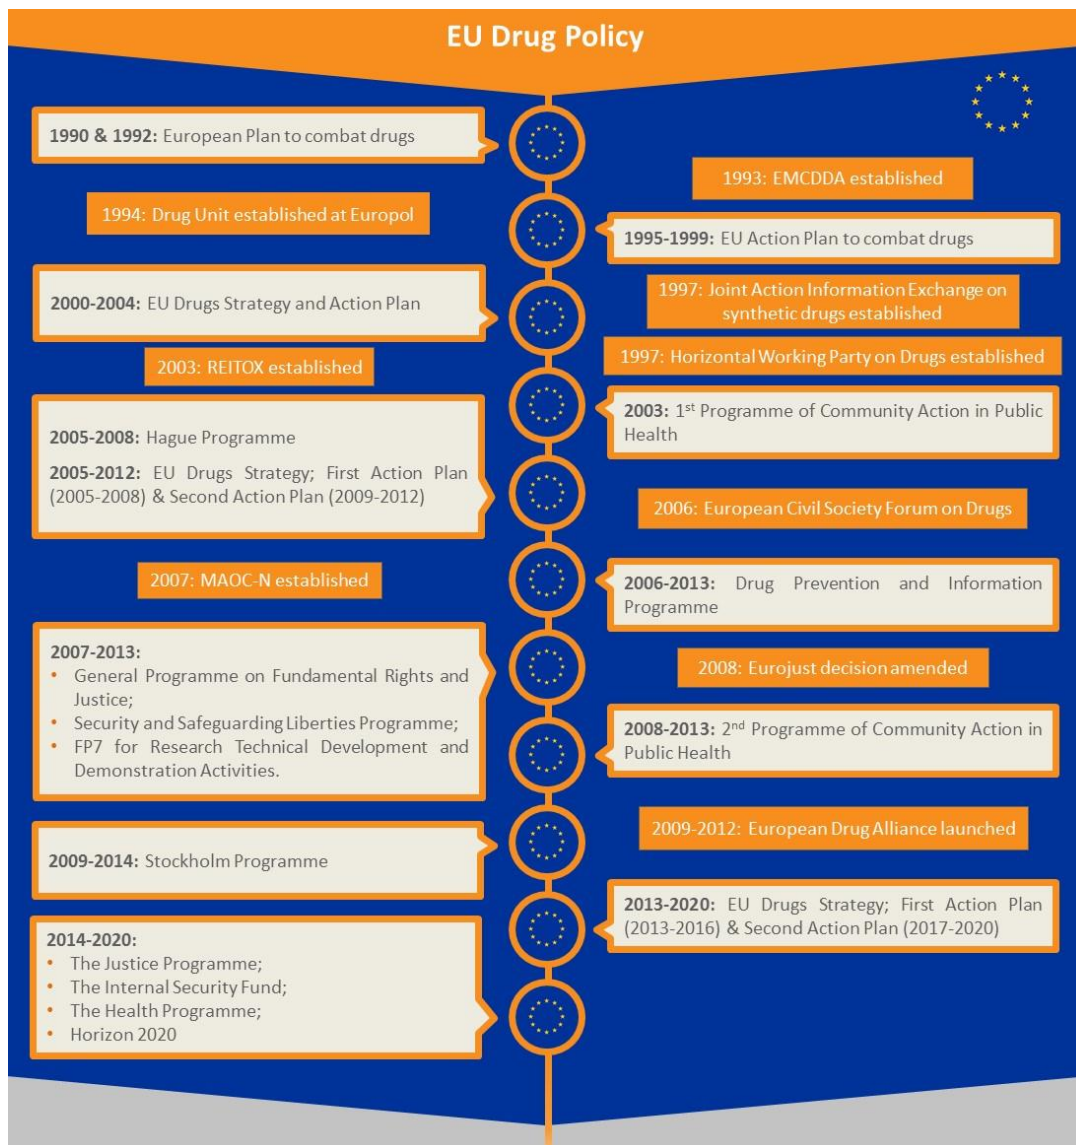 EU Drug Policy
1990 & 1992: European Plan to combat drugs
1993: EMCDDA established
1994: Drug Unit established at Europol
1995-1999: EU Action Plan to combat drugs
2000-2004: EU Drugs Strategy and Action Plan
1997: Joint Action Information Exchange on
synthetic drugs established
1997: Horizontal Working Party on Drugs established
2003: REITOX established
2003: 1st Programme of Community Action in Public
Health
2005-2008: Hague Programme
2005-2012: EU Drugs Strategy; First Action Plan
(2005-2008) & Second Action Plan (2009-2012)
2006: European Civil Society Forum on Drugs
2007: MAOC-N established
2006-2013: Drug Prevention and Information
Programme
2007-2013:
• General Programme on Fundamental Rights and
Justice;
• Security and Safeguarding Liberties Programme;
• FP7 for Research Technical Development and
Demonstration Activities.
2008: Eurojust decision amended
2008-2013: 2nd Programme of Community Action in
Public Health
2009-2012: European Drug Alliance launched
2009-2014: Stockholm Programme
2013-2020: EU Drugs Strategy; First Action Plan
(2013-2016) & Second Action Plan (2017-2020)
2014-2020:
• The Justice Programme;
• The Internal Security Fund;
• The Health Programme;
• Horizon 2020